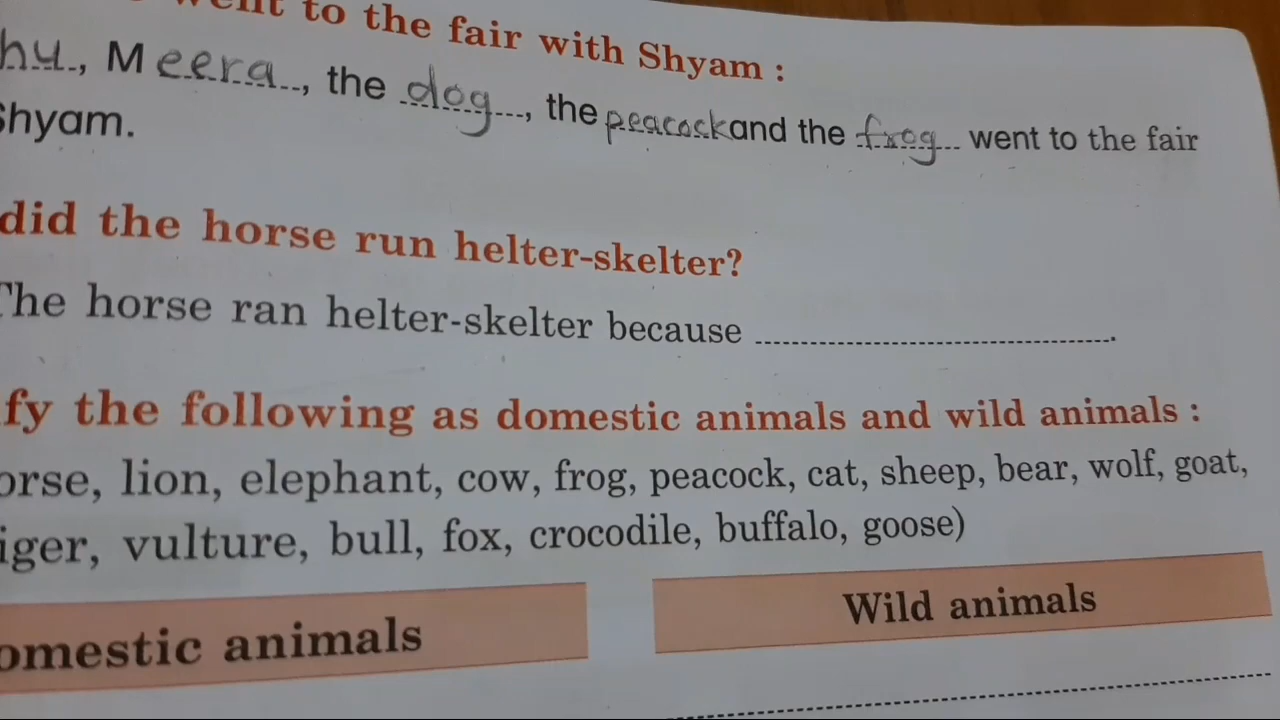 went to the fair with Shyam :
hu, Meera, the dog, the peacock and the frog went to the fair
Shyam.
did the horse run helter-skelter?
The horse ran helter-skelter because
fy the following as domestic animals and wild animals :
orse, lion, elephant, cow, frog, peacock, cat, sheep, bear, wolf, goat,
iger, vulture, bull, fox, crocodile, buffalo, goose)
omestic animals Wild animals